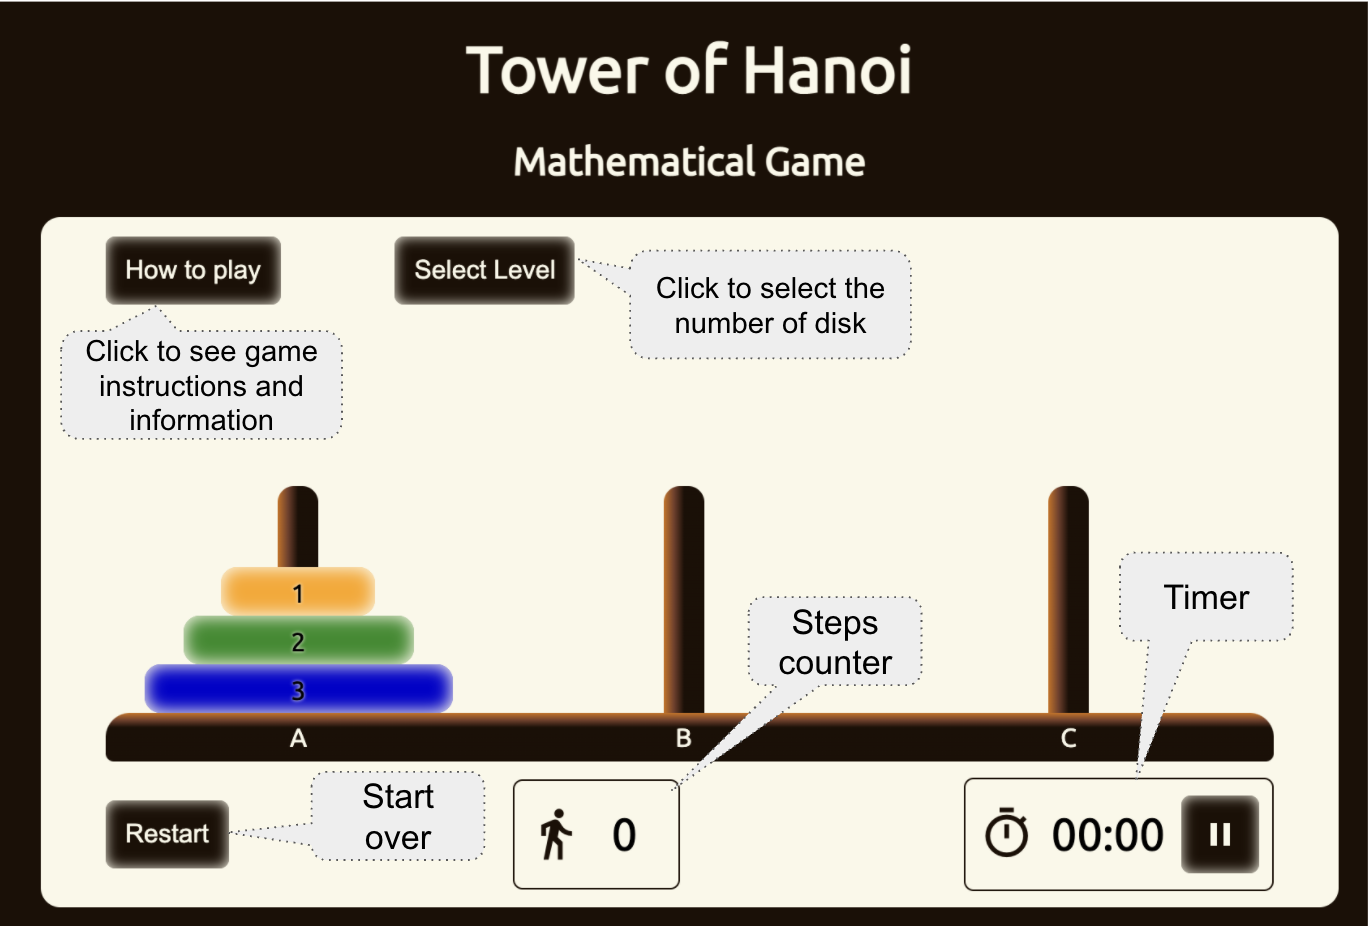 Tower of Hanoi
Mathematical Game
How to play
Select Level
Click to select the
number of disk
Click to see game
instructions and
information
1
2
3
Steps
counter
Timer
A
B
C
Restart
Start
over
0
00:00